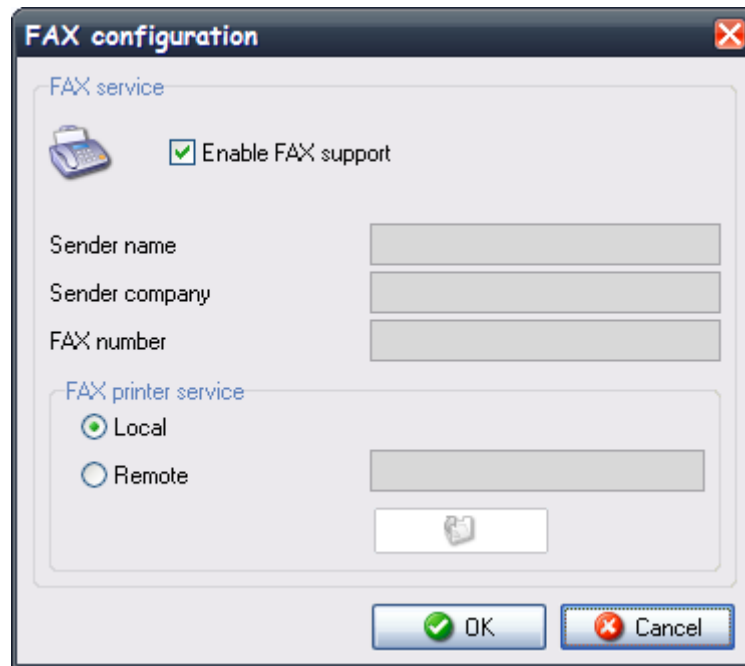 FAX configuration
FAX service
Enable FAX support
Sender name
Sender company
FAX number
FAX printer service
Local
Remote
OK
Cancel